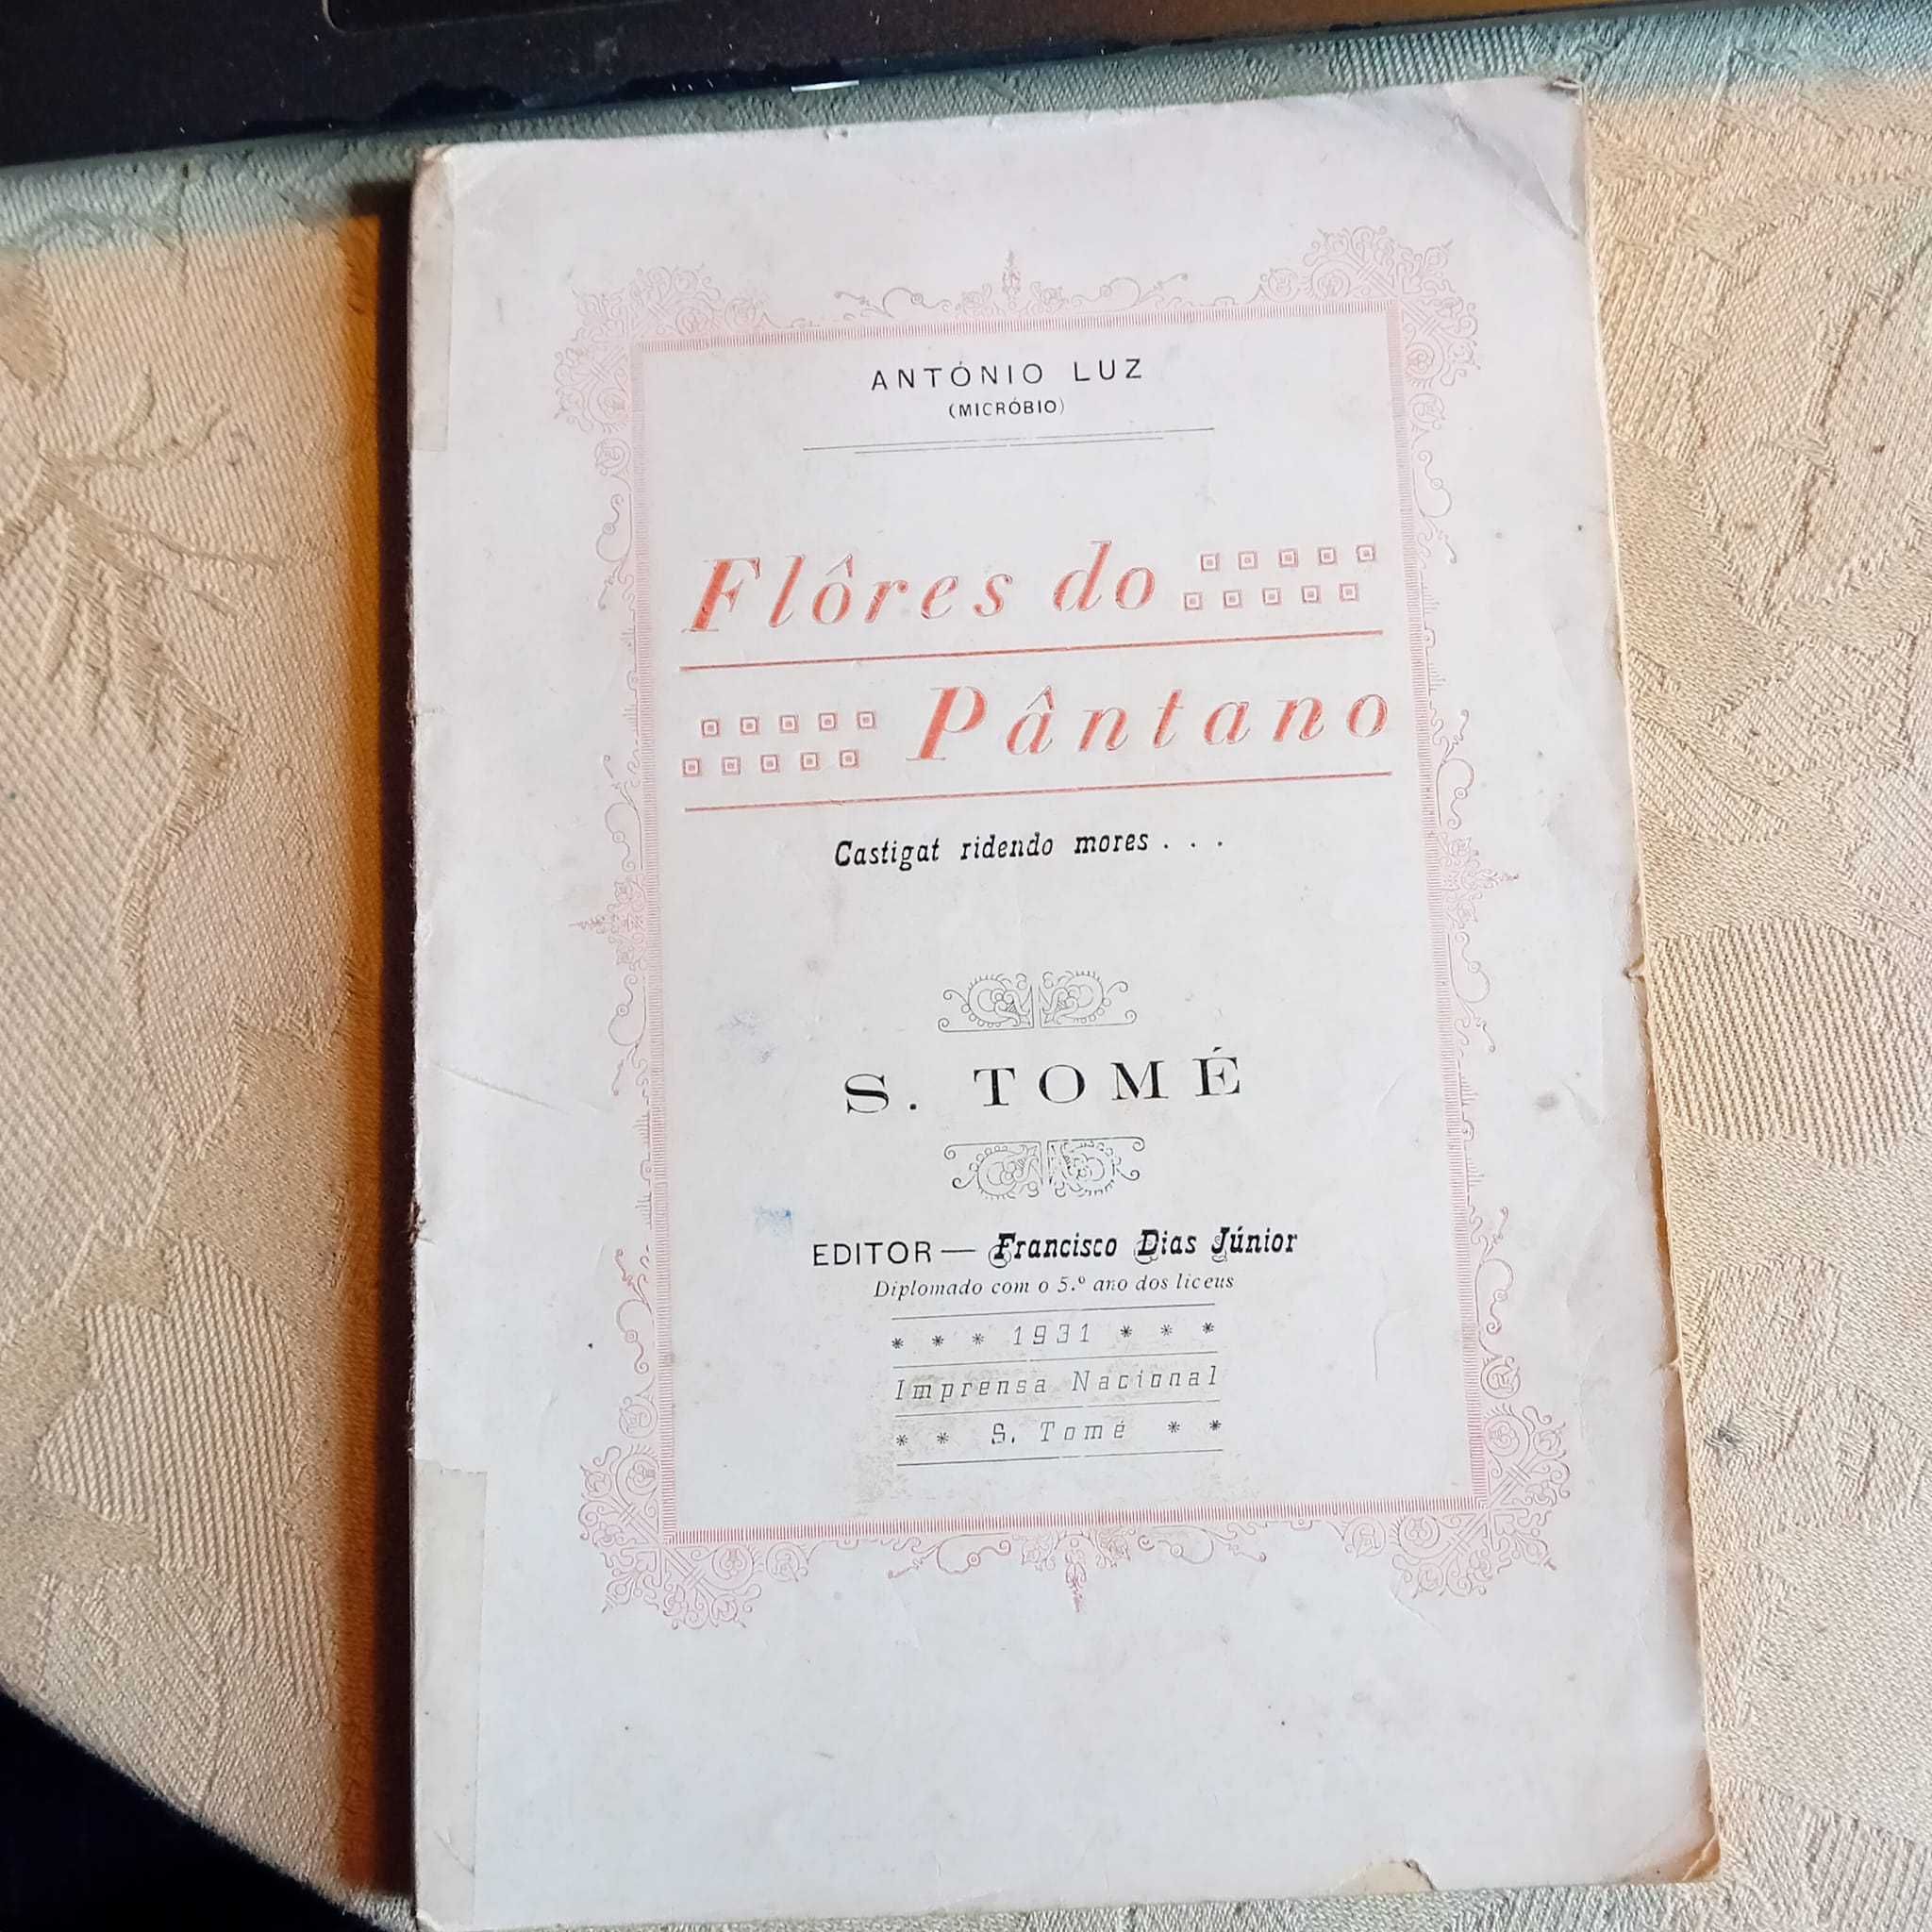 ANTÓNIO LUZ
(MICRÓBIO)
Flôres do
Pântano
Castigat ridendo mores . . .
S. TOMÉ
EDITOR — Francisco Dias Júnior
Diplomado com o 5.º ano dos liceus
* * * 1931 * * *
Imprensa Nacional
* * S. Tomé * *